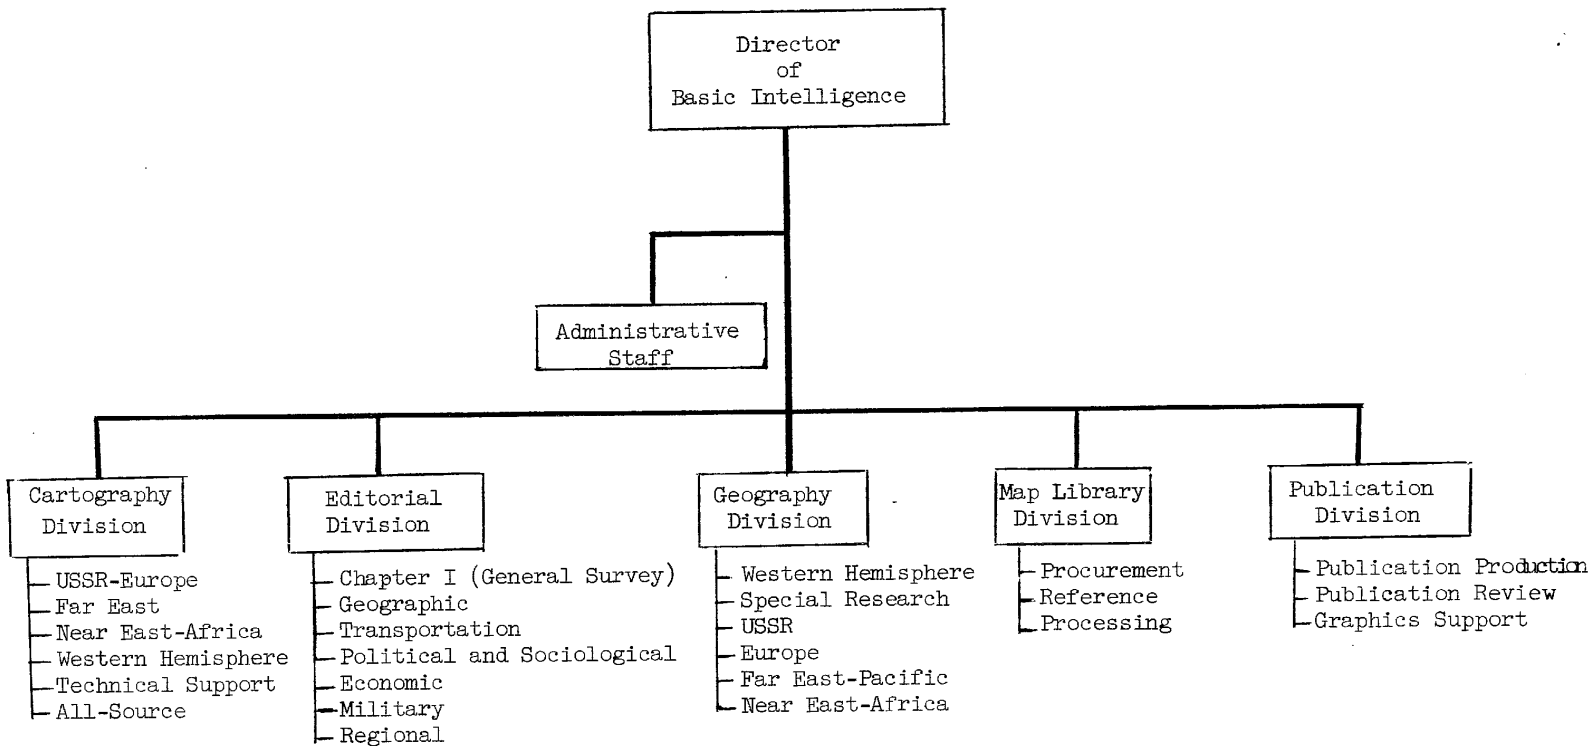 Director
of
Basic Intelligence
Administrative
Staff
Cartography
Division
USSR-Europe
Far East
Near East-Africa
Western Hemisphere
Technical Support
All-Source
Editorial
Division
Chapter I (General Survey)
Geographic
Transportation
Political and Sociological
Economic
Military
Regional
Geography
Division
Western Hemisphere
Special Research
USSR
Europe
Far East-Pacific
Near East-Africa
Map Library
Division
Procurement
Reference
Processing
Publication
Division
Publication Production
Publication Review
Graphics Support